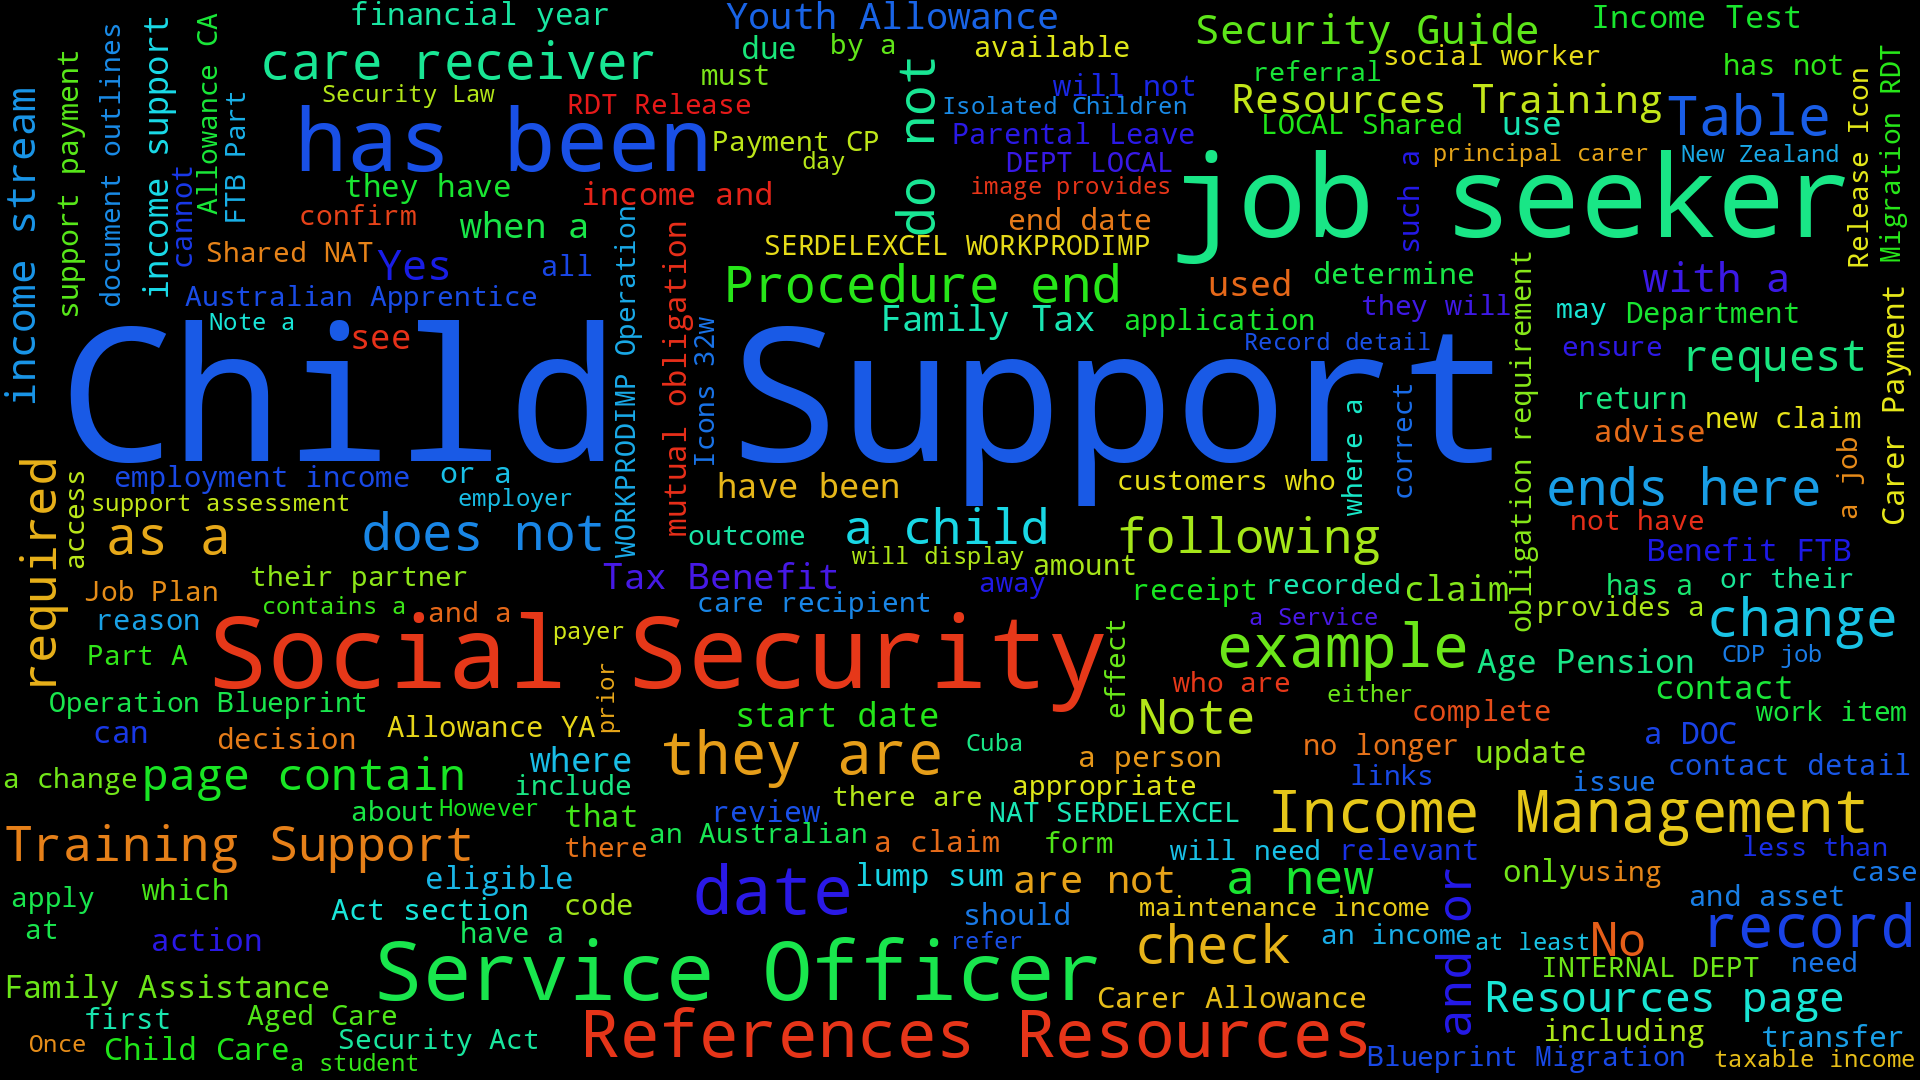 financial year
Youth Allowance
Security Guide
Income Test
care receiver
due
by a
available
social worker
must
referral
has not
Security Law
RDT Release
will not
Isolated Children
Resources Training
Table
has been
Payment CP
Parental Leave
LOCAL Shared
use
day
DEPT LOCAL
principal carer
New Zealand
they have
income and
image provides
job seeker
confirm
when a
end date
Shared NAT
Yes
all
SERDELEXCEL WORKPRODIMP
Australian Apprentice
Procedure end
used
determine
with a
Note a
see
Family Tax
application
they will
may
Department
Child Support
Record detail
ensure
request
return
new claim
advise
income stream
support payment
document outlines
income support
cannot
Allowance CA
FTB Part
WORKPRODIMP Operation
mutual obligation
Icons 32w
do not
such a
Release Icon
Migration RDT
Carer Payment
obligation requirement
correct
where a
a job
employment income
or a
have been
customers who
ends here
support assessment
employer
required
access
as a
does not
outcome
a child
following
not have
will display
amount
Benefit FTB
Job Plan
their partner
Tax Benefit
away
receipt
recorded
claim
has a
or their
reason
contains a
and a
care recipient
a Service
provides a
change
payer
Part A
Social Security
effect
example
Age Pension
CDP job
prior
who are
either
contact
Operation Blueprint
Allowance YA
start date
Note
complete
work item
can
decision
where
they are
Cuba
a person
no longer
update
a DOC
a change
page contain
include
appropriate
links
issue
contact detail
about
However
that
review
there are
NAT SERDELEXCEL
Income Management
Training Support
there
an Australian
a claim
form
will need
relevant
less than
apply
which
eligible
date
lump sum
are not
a new
only
using
case
at
Act section
code
should
maintenance income
and or
and asset
action
have a
refer
check
an income
at least
No
record
Family Assistance
Service Officer
Carer Allowance
INTERNAL DEPT
need
Resources page
first
Aged Care
Once
Child Care
Security Act
References Resources
including
transfer
a student
Blueprint Migration
taxable income